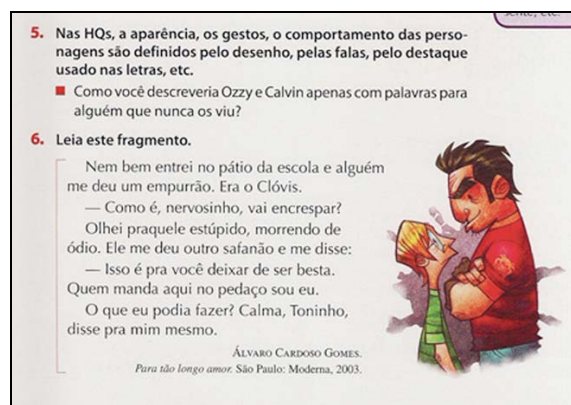 sente, etc.
5. Nas HQs, a aparência, os gestos, o comportamento das perso-
nagens são definidos pelo desenho, pelas falas, pelo destaque
usado nas letras, etc.
Como você descreveria Ozzy e Calvin apenas com palavras para
alguém que nunca os viu?
6. Leia este fragmento.
Nem bem entrei no pátio da escola e alguém
me deu um empurrão. Era o Clóvis.
— Como é, nervosinho, vai encrespar?
Olhei praquele estúpido, morrendo de
ódio. Ele me deu outro safanão e me disse:
— Isso é pra você deixar de ser besta.
Quem manda aqui no pedaço sou eu.
O que eu podia fazer? Calma, Toninho,
disse pra mim mesmo.
ÁLVARO CARDOSO GOMES.
Para tão longo amor. São Paulo: Moderna, 2003.